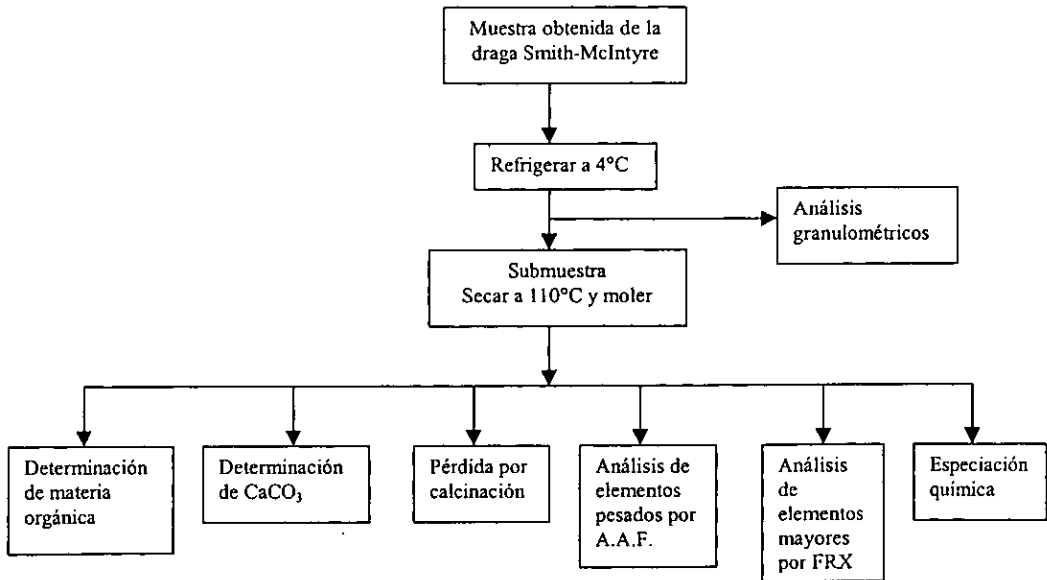 Muestra obtenida de la
draga Smith-McIntyre
Refrigerar a 4°C
Análisis
granulométricos
Submuestra
Secar a 110°C y moler
Determinación
de materia
orgánica
Determinación
de CaCO₃
Pérdida por
calcinación
Análisis de
elementos
pesados por
A.A.F.
Análisis
de
elementos
mayores
por FRX
Especiación
química